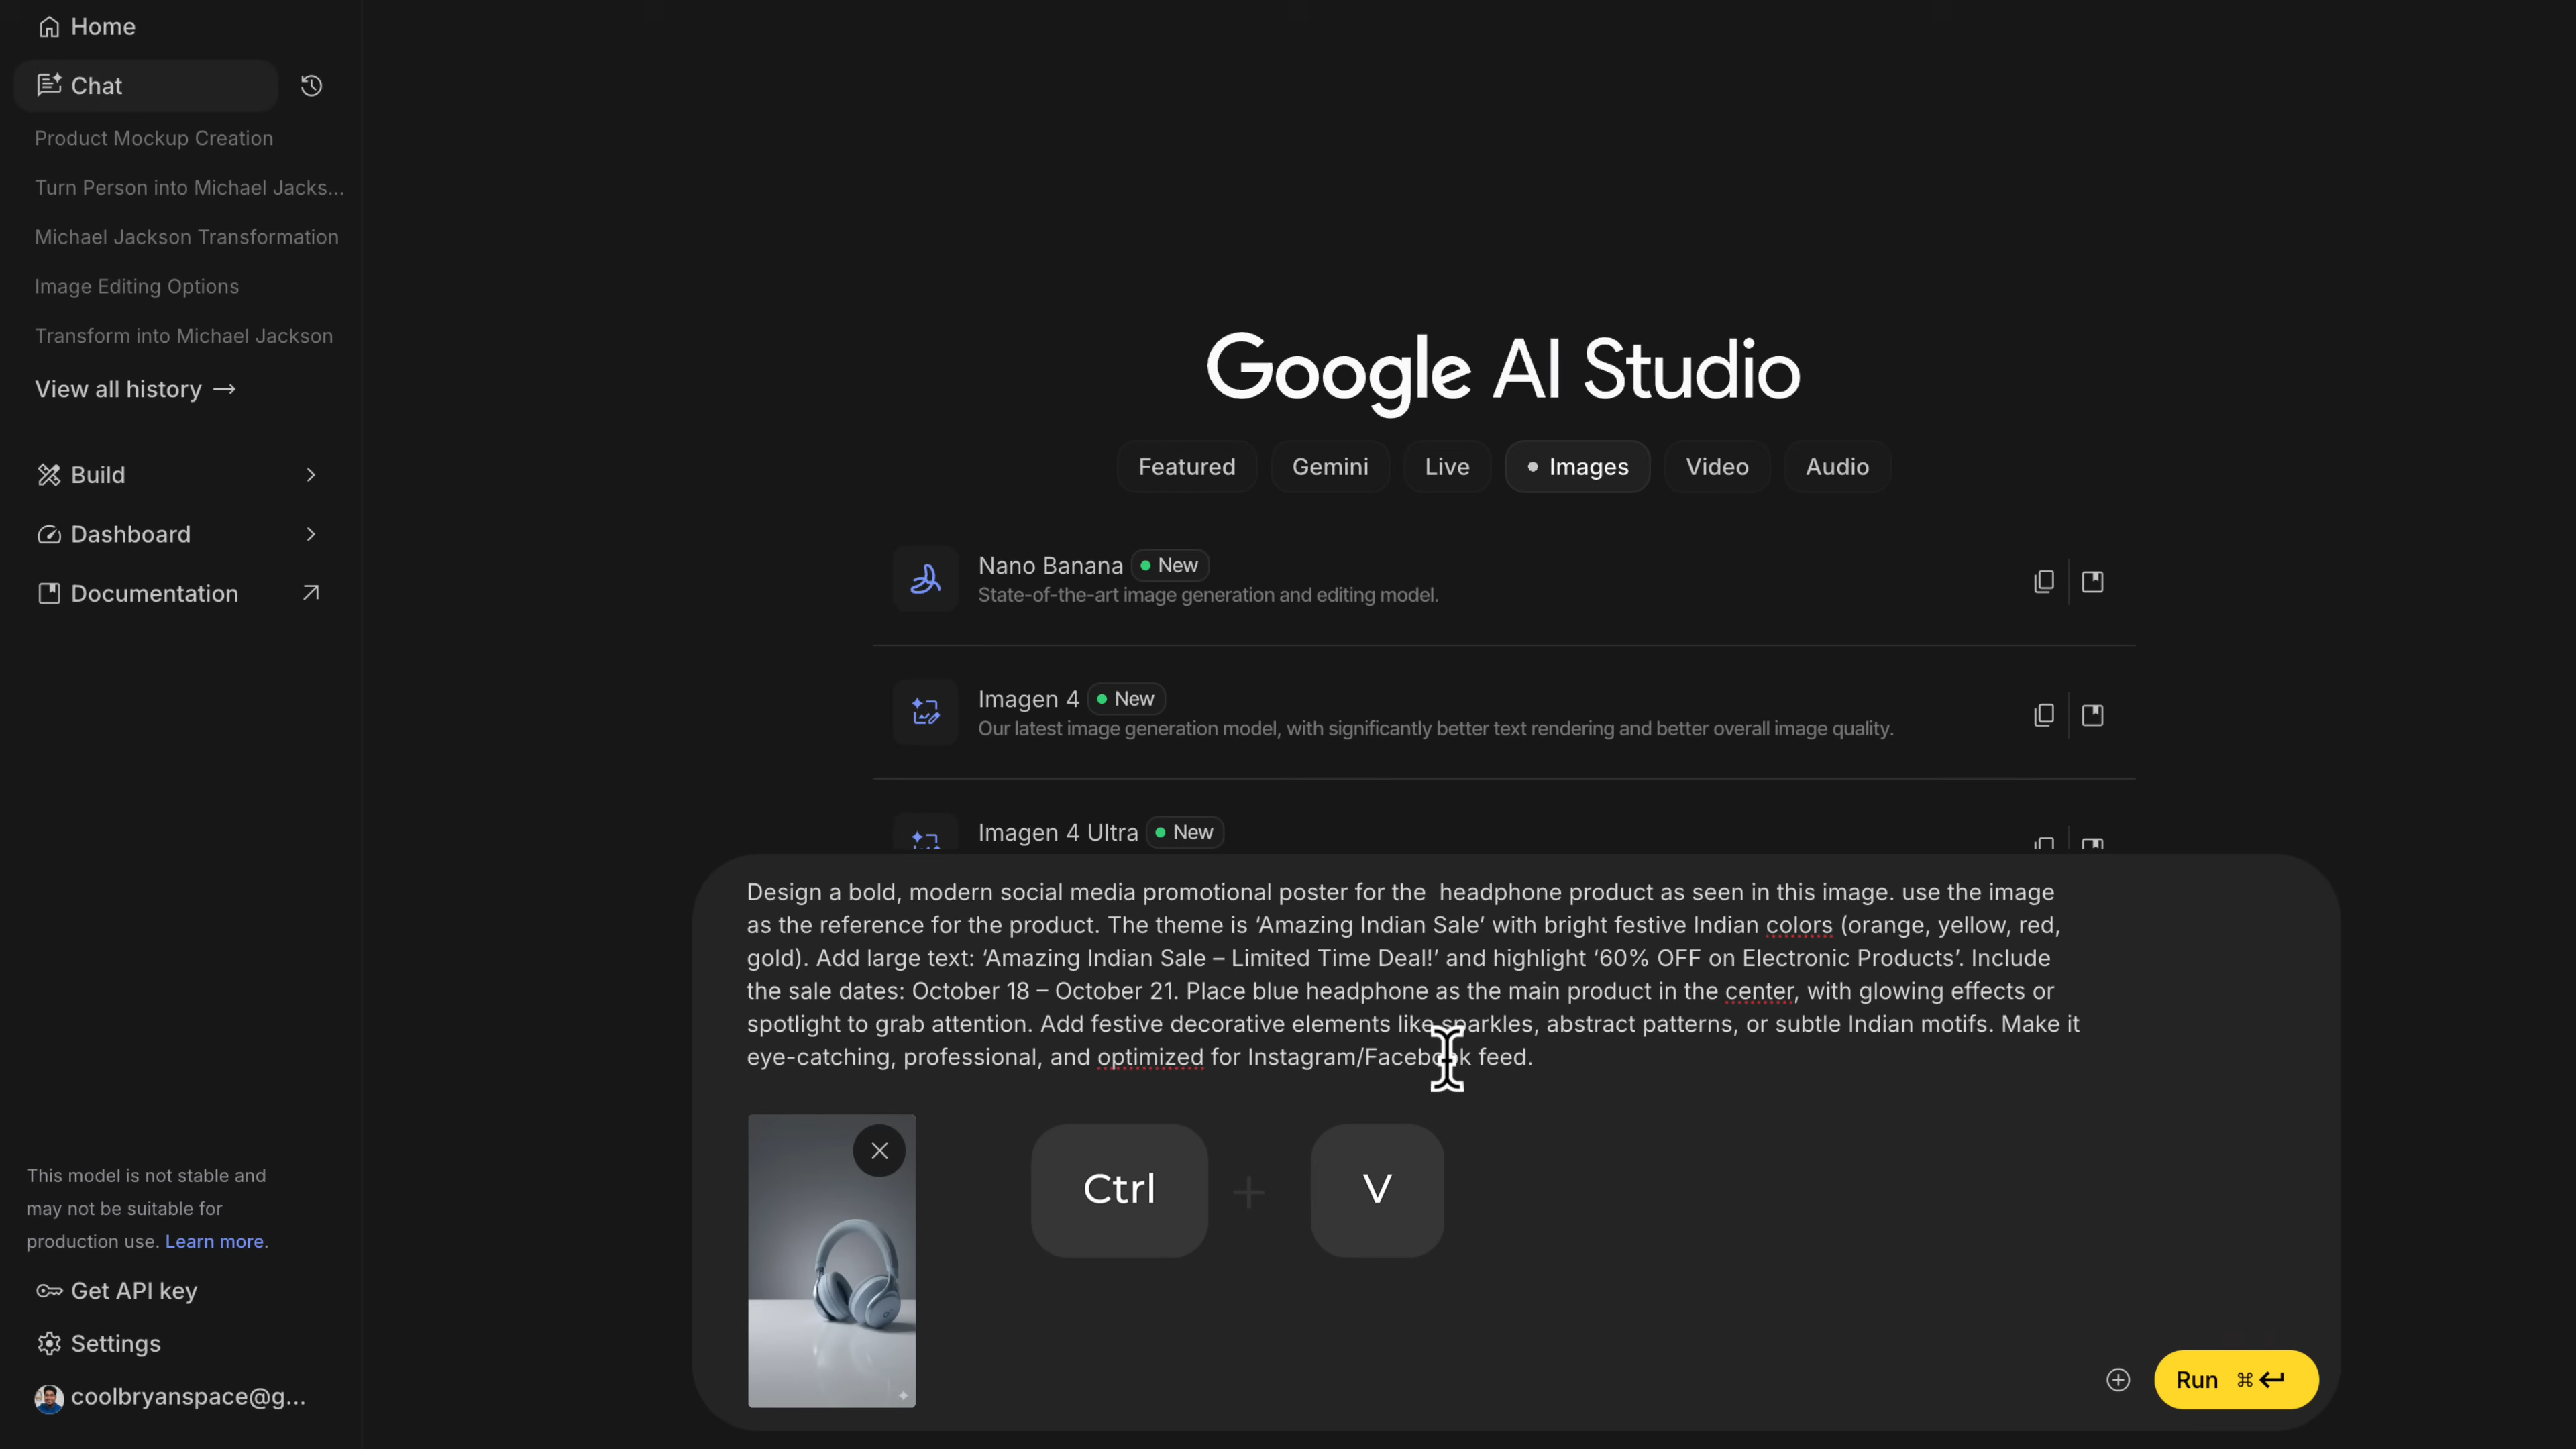 Home
Chat
Product Mockup Creation
Turn Person into Michael Jacks...
Michael Jackson Transformation
Image Editing Options
Transform into Michael Jackson
View all history →
Build
Dashboard
Documentation
This model is not stable and
may not be suitable for
production use. Learn more.
Get API key
Settings
coolbryanspace@g...
Google AI Studio
Featured
Gemini
Live
Images
Video
Audio
Nano Banana New
State-of-the-art image generation and editing model.
Imagen 4 New
Our latest image generation model, with significantly better text rendering and better overall image quality.
Imagen 4 Ultra New
Design a bold, modern social media promotional poster for the  headphone product as seen in this image. use the image
as the reference for the product. The theme is ‘Amazing Indian Sale’ with bright festive Indian colors (orange, yellow, red,
gold). Add large text: ‘Amazing Indian Sale – Limited Time Deal!’ and highlight ‘60% OFF on Electronic Products’. Include
the sale dates: October 18 – October 21. Place blue headphone as the main product in the center, with glowing effects or
spotlight to grab attention. Add festive decorative elements like sparkles, abstract patterns, or subtle Indian motifs. Make it
eye-catching, professional, and optimized for Instagram/Facebook feed.
Ctrl + V
Run ⌘ ↵